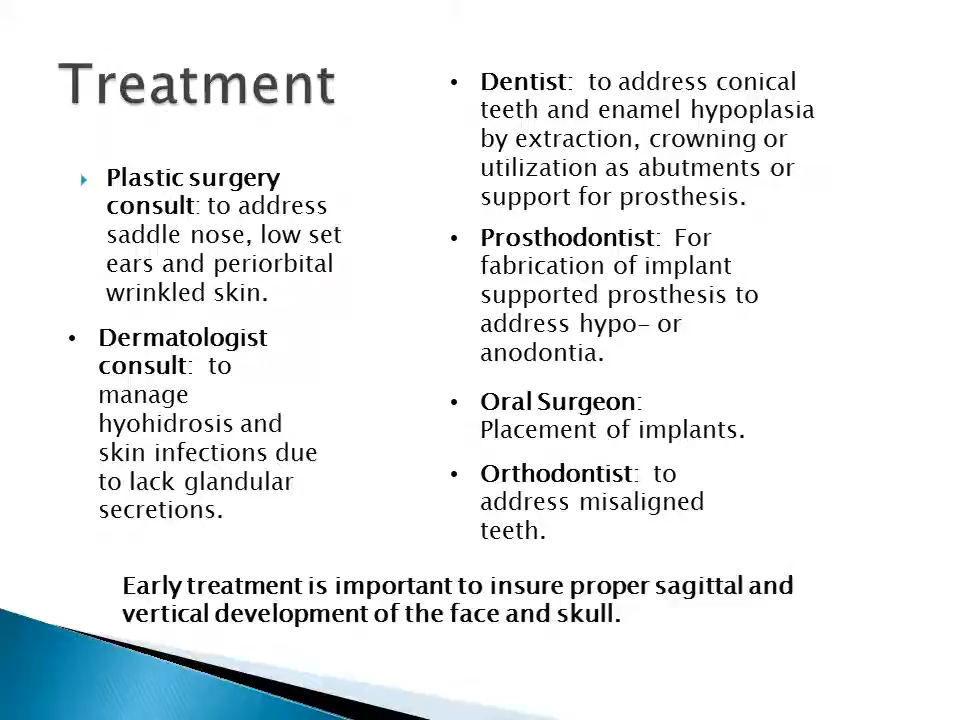 Treatment
Plastic surgery
consult: to address
saddle nose, low set
ears and periorbital
wrinkled skin.
• Dermatologist
consult: to
manage
hyohidrosis and
skin infections due
to lack glandular
secretions.
• Dentist: to address conical
teeth and enamel hypoplasia
by extraction, crowning or
utilization as abutments or
support for prosthesis.
• Prosthodontist: For
fabrication of implant
supported prosthesis to
address hypo- or
anodontia.
• Oral Surgeon:
Placement of implants.
• Orthodontist: to
address misaligned
teeth.
Early treatment is important to insure proper sagittal and
vertical development of the face and skull.